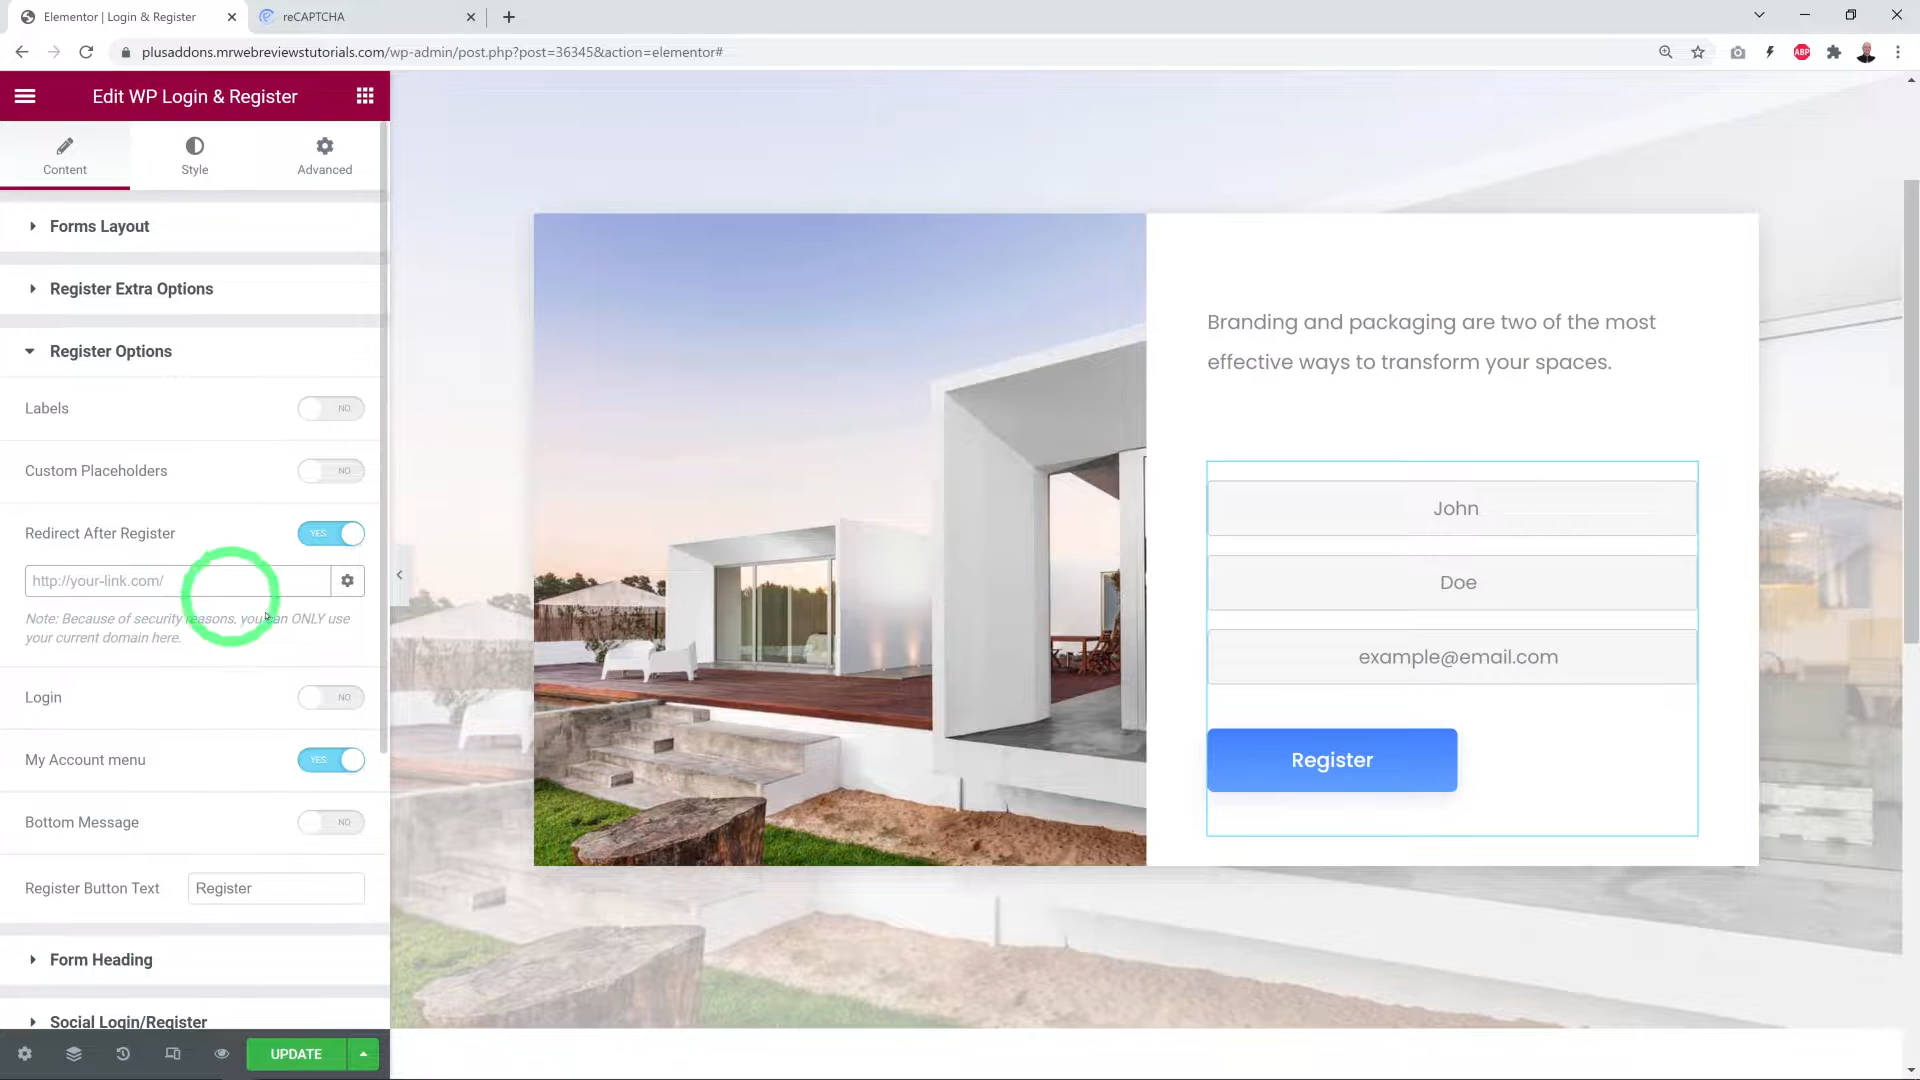 Elementor | Login & Register
reCAPTCHA
plusaddons.mrwebreviewstutorials.com/wp-admin/post.php?post=36345&action=elementor#
ABP
Edit WP Login & Register
Content
Style
Advanced
Forms Layout
Register Extra Options
Register Options
Labels
NO
Custom Placeholders
NO
Redirect After Register
YES
http://your-link.com/
Note: Because of security reasons, you can ONLY use
your current domain here.
Login
NO
My Account menu
YES
Bottom Message
NO
Register Button Text
Register
Form Heading
Social Login/Register
UPDATE
Branding and packaging are two of the most
effective ways to transform your spaces.
John
Doe
example@email.com
Register